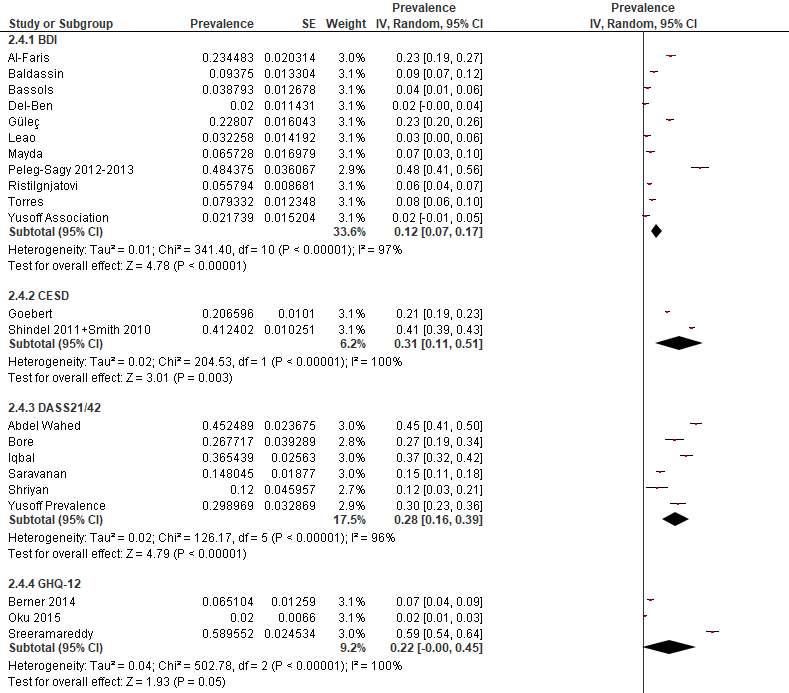 Prevalence Prevalence
Study or Subgroup Prevalence SE Weight IV, Random, 95% CI IV, Random, 95% CI
2.4.1 BDI
Al-Faris 0.234483 0.020314 3.0% 0.23 [0.19, 0.27]
Baldassin 0.09375 0.013304 3.1% 0.09 [0.07, 0.12]
Bassols 0.038793 0.012678 3.1% 0.04 [0.01, 0.06]
Del-Ben 0.02 0.011431 3.1% 0.02 [-0.00, 0.04]
Güleç 0.22807 0.016043 3.1% 0.23 [0.20, 0.26]
Leao 0.032258 0.014192 3.1% 0.03 [0.00, 0.06]
Mayda 0.065728 0.016979 3.1% 0.07 [0.03, 0.10]
Peleg-Sagy 2012-2013 0.484375 0.036067 2.9% 0.48 [0.41, 0.56]
RistiIgnjatovi 0.055794 0.008681 3.1% 0.06 [0.04, 0.07]
Torres 0.079332 0.012348 3.1% 0.08 [0.06, 0.10]
Yusoff Association 0.021739 0.015204 3.1% 0.02 [-0.01, 0.05]
Subtotal (95% CI) 33.6% 0.12 [0.07, 0.17]
Heterogeneity: Tau² = 0.01; Chi² = 341.40, df = 10 (P < 0.00001); I² = 97%
Test for overall effect: Z = 4.78 (P < 0.00001)
2.4.2 CESD
Goebert 0.206596 0.0101 3.1% 0.21 [0.19, 0.23]
Shindel 2011+Smith 2010 0.412402 0.010251 3.1% 0.41 [0.39, 0.43]
Subtotal (95% CI) 6.2% 0.31 [0.11, 0.51]
Heterogeneity: Tau² = 0.02; Chi² = 204.53, df = 1 (P < 0.00001); I² = 100%
Test for overall effect: Z = 3.01 (P = 0.003)
2.4.3 DASS21/42
Abdel Wahed 0.452489 0.023675 3.0% 0.45 [0.41, 0.50]
Bore 0.267717 0.039289 2.8% 0.27 [0.19, 0.34]
Iqbal 0.365439 0.02563 3.0% 0.37 [0.32, 0.42]
Saravanan 0.148045 0.01877 3.0% 0.15 [0.11, 0.18]
Shriyan 0.12 0.045957 2.7% 0.12 [0.03, 0.21]
Yusoff Prevalence 0.298969 0.032869 2.9% 0.30 [0.23, 0.36]
Subtotal (95% CI) 17.5% 0.28 [0.16, 0.39]
Heterogeneity: Tau² = 0.02; Chi² = 126.17, df = 5 (P < 0.00001); I² = 96%
Test for overall effect: Z = 4.79 (P < 0.00001)
2.4.4 GHQ-12
Berner 2014 0.065104 0.01259 3.1% 0.07 [0.04, 0.09]
Oku 2015 0.02 0.0066 3.1% 0.02 [0.01, 0.03]
Sreeramareddy 0.589552 0.024534 3.0% 0.59 [0.54, 0.64]
Subtotal (95% CI) 9.2% 0.22 [-0.00, 0.45]
Heterogeneity: Tau² = 0.04; Chi² = 502.78, df = 2 (P < 0.00001); I² = 100%
Test for overall effect: Z = 1.93 (P = 0.05)